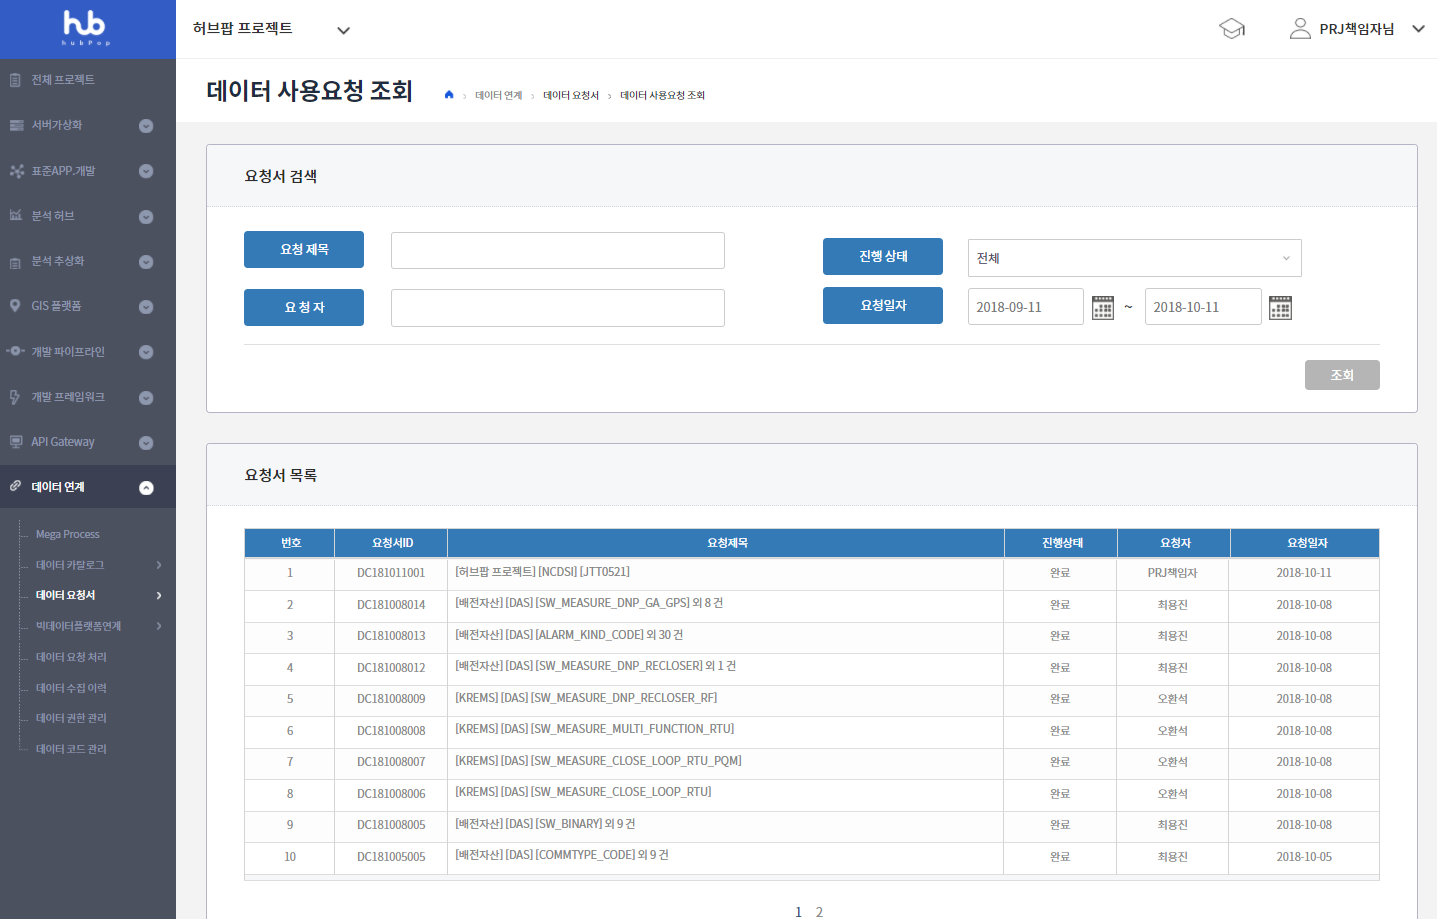 hub
hubPop
허브팝 프로젝트
PRJ책임자님
전체 프로젝트
서버가상화
표준APP.개발
분석 허브
분석 추상화
GIS 플랫폼
개발 파이프라인
개발 프레임워크
API Gateway
데이터 연계
Mega Process
데이터 카탈로그
데이터 요청서
빅데이터플랫폼연계
데이터 요청 처리
데이터 수집 이력
데이터 권한 관리
데이터 코드 관리
데이터 사용요청 조회
데이터 연계 > 데이터 요청서 > 데이터 사용요청 조회
요청서 검색
요청 제목
진행 상태 전체
요 청 자
요청일자 2018-09-11 ~ 2018-10-11
조회
요청서 목록
번호 요청서ID 요청제목 진행상태 요청자 요청일자
1 DC181011001 [허브팝 프로젝트] [NCDSI] [JTT0521] 완료 PRJ책임자 2018-10-11
2 DC181008014 [배전자산] [DAS] [SW_MEASURE_DNP_GA_GPS] 외 8 건 완료 최용진 2018-10-08
3 DC181008013 [배전자산] [DAS] [ALARM_KIND_CODE] 외 30 건 완료 최용진 2018-10-08
4 DC181008012 [배전자산] [DAS] [SW_MEASURE_DNP_RECLOSER] 외 1 건 완료 최용진 2018-10-08
5 DC181008009 [KREMS] [DAS] [SW_MEASURE_DNP_RECLOSER_RF] 완료 오환석 2018-10-08
6 DC181008008 [KREMS] [DAS] [SW_MEASURE_MULTI_FUNCTION_RTU] 완료 오환석 2018-10-08
7 DC181008007 [KREMS] [DAS] [SW_MEASURE_CLOSE_LOOP_RTU_PQM] 완료 오환석 2018-10-08
8 DC181008006 [KREMS] [DAS] [SW_MEASURE_CLOSE_LOOP_RTU] 완료 오환석 2018-10-08
9 DC181008005 [배전자산] [DAS] [SW_BINARY] 외 9 건 완료 최용진 2018-10-08
10 DC181005005 [배전자산] [DAS] [COMMTYPE_CODE] 외 9 건 완료 최용진 2018-10-05
1 2